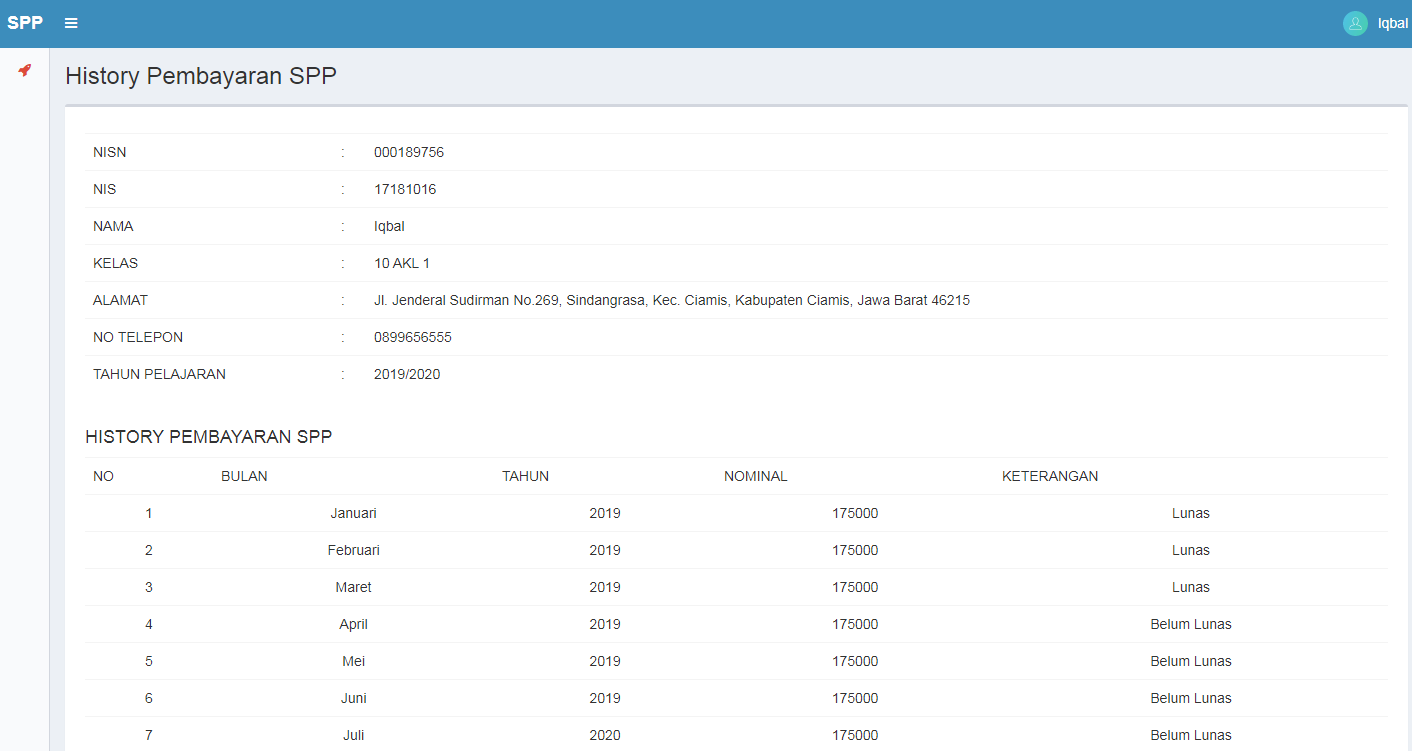 SPP
Iqbal
History Pembayaran SPP
NISN : 000189756
NIS : 17181016
NAMA : Iqbal
KELAS : 10 AKL 1
ALAMAT : Jl. Jenderal Sudirman No.269, Sindangrasa, Kec. Ciamis, Kabupaten Ciamis, Jawa Barat 46215
NO TELEPON : 0899656555
TAHUN PELAJARAN : 2019/2020
HISTORY PEMBAYARAN SPP
NO BULAN TAHUN NOMINAL KETERANGAN
1 Januari 2019 175000 Lunas
2 Februari 2019 175000 Lunas
3 Maret 2019 175000 Lunas
4 April 2019 175000 Belum Lunas
5 Mei 2019 175000 Belum Lunas
6 Juni 2019 175000 Belum Lunas
7 Juli 2020 175000 Belum Lunas